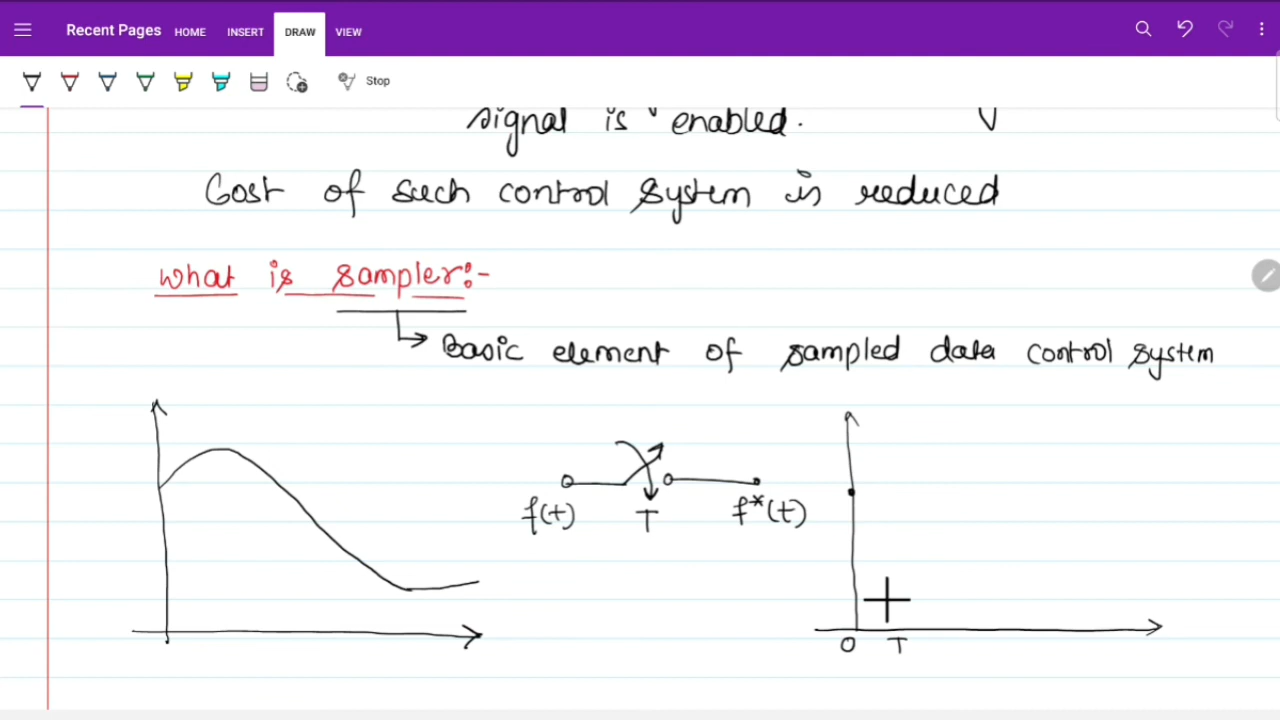 Recent Pages HOME INSERT DRAW VIEW
Stop
signal is enabled.
Cost of such control system is reduced
What is sampler:-
Basic element of sampled data control system
f(t) T f*(t)
0 T